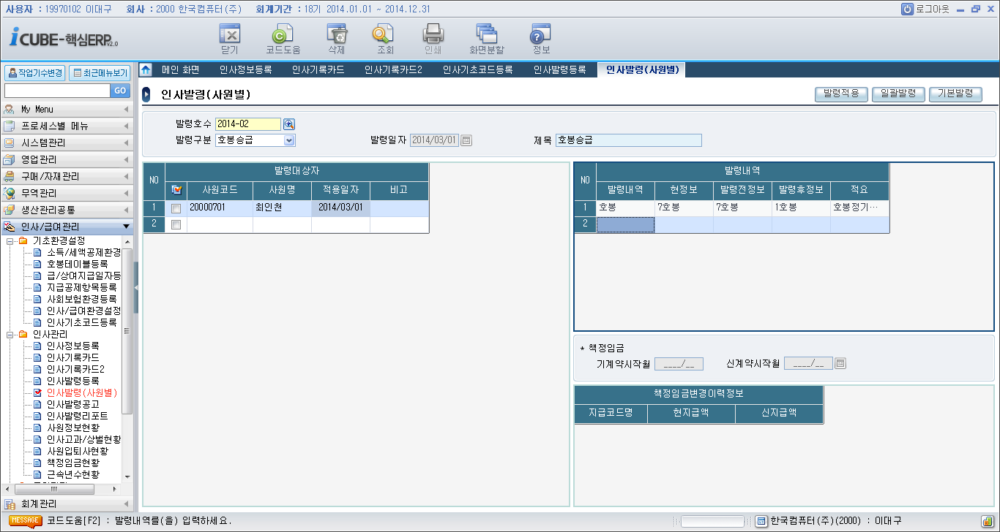 사용자 : 19970102 이대구 회사 : 2000 한국컴퓨터(주) 회계기간 : 18기 2014.01.01 ~ 2014.12.31 로그아웃
iCUBE-핵심ERP v2.0
닫기 코드도움 삭제 조회 인쇄 화면분할 정보
작업기수변경 최근메뉴보기
메인 화면 인사정보등록 인사기록카드 인사기록카드2 인사기초코드등록 인사발령등록 인사발령(사원별)
GO
인사발령(사원별) 발령적용 일괄발령 기본발령
My Menu
프로세스별 메뉴
시스템관리
영업관리
구매/자재관리
무역관리
생산관리공통
인사/급여관리
기초환경설정
소득/세액공제환경
호봉테이블등록
급/상여지급일자등
지급공제항목등록
사회보험환경등록
인사/급여환경설정
인사기초코드등록
인사관리
인사정보등록
인사기록카드
인사기록카드2
인사발령등록
인사발령(사원별)
인사발령공고
인사발령리포트
사원정보현황
인사고과/상벌현황
사원입퇴사현황
책정임금현황
근속년수현황
회계관리
발령호수 2014-02
발령구분 호봉승급 발령일자 2014/03/01 제목 호봉승급
NO 발령대상자
사원코드 사원명 적용일자 비고
1 20000701 최인천 2014/03/01
2
NO 발령내역
발령내역 현정보 발령전정보 발령후정보 적요
1 호봉 7호봉 7호봉 1호봉 호봉정기...
2
* 책정임금
기계약시작월 ____/__ 신계약시작월 ____/__
책정임금변경이력정보
지급코드명 현지급액 신지급액
MESSAGE 코드도움[F2] : 발령내역를(을) 입력하세요. 한국컴퓨터(주)(2000) : 이대구